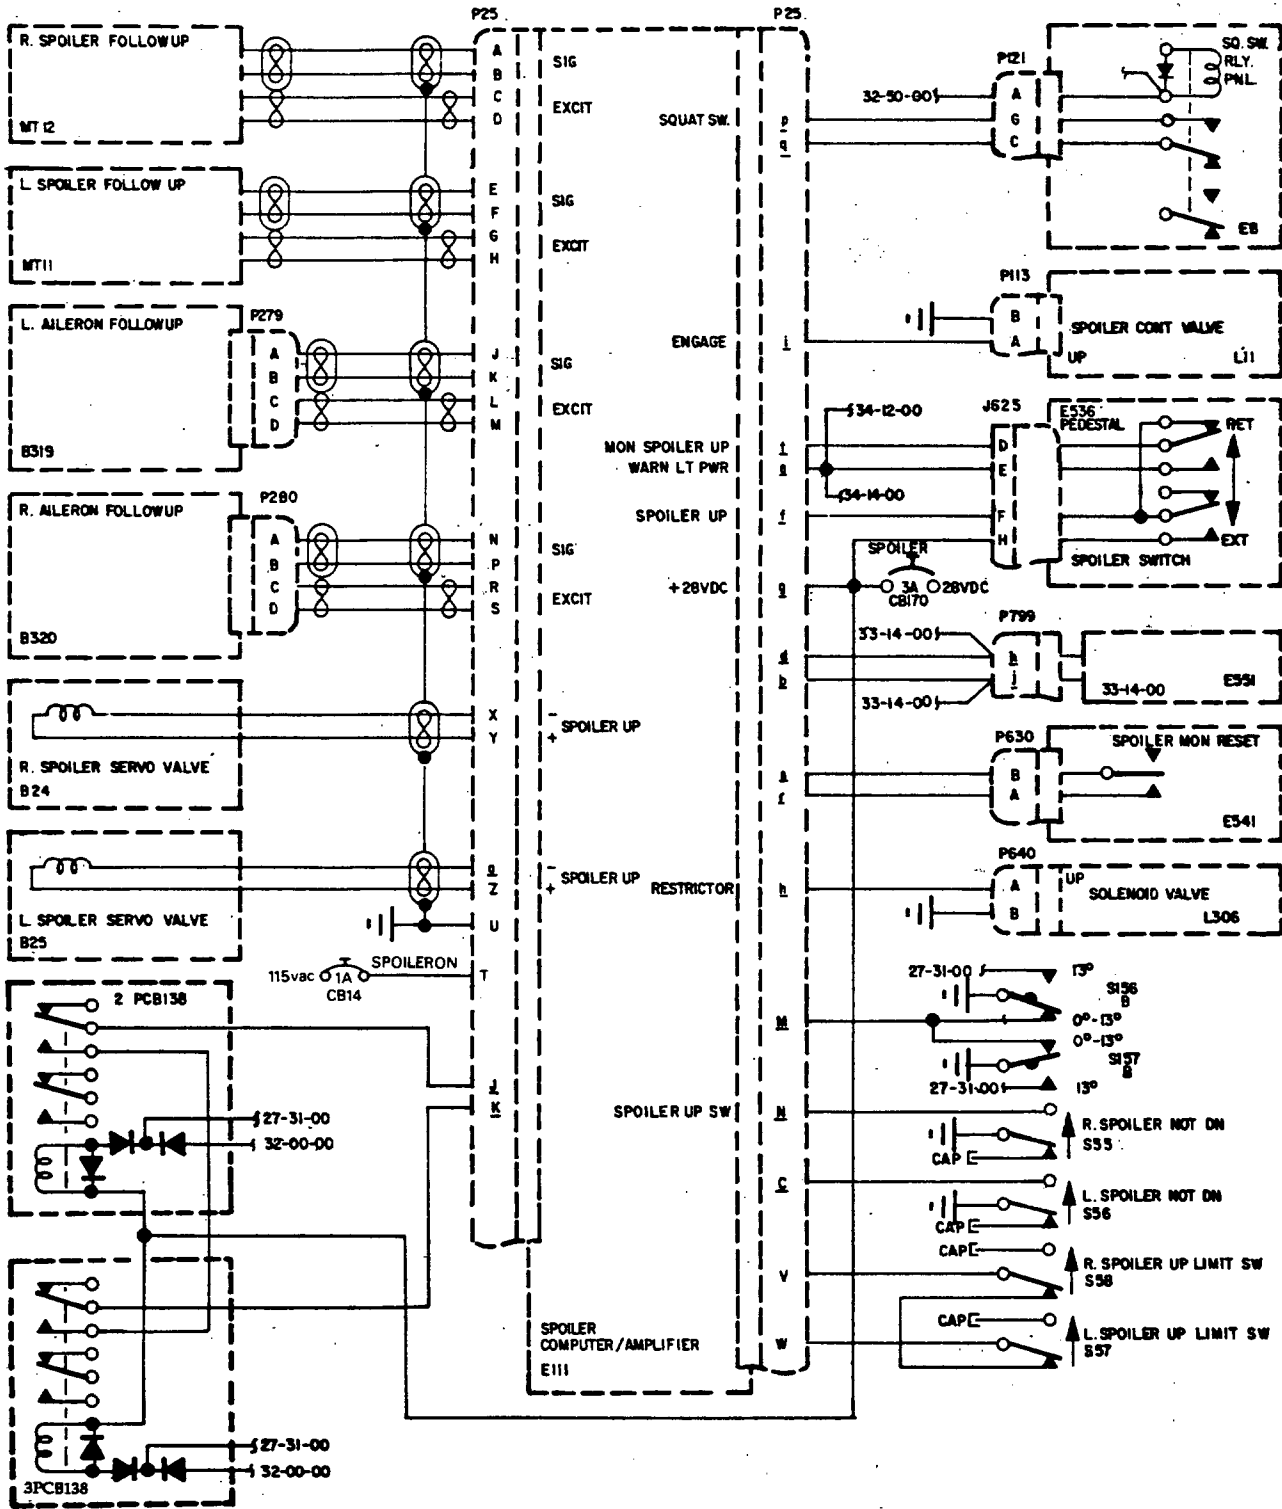 P25
P25
R. SPOILER FOLLOWUP
MT12
A
B
SIG
C
D
EXCIT
L SPOILER FOLLOW UP
MT11
E
F
SIG
G
H
EXCIT
L. AILERON FOLLOWUP
B319
P279
A
B
C
D
J
K
SIG
L
M
EXCIT
R. AILERON FOLLOWUP
B320
P280
A
B
C
D
N
P
SIG
R
S
EXCIT
R. SPOILER SERVO VALVE
B24
X -
Y +
SPOILER UP
L SPOILER SERVO VALVE
B25
- SPOILER UP
Z +
U
115vac 1A SPOILERON T
CB14
2 PCB138
27-31-00
32-00-00
J
K
3PCB138
27-31-00
32-00-00
SPOILER
COMPUTER/AMPLIFIER
E111
SQUAT SW.
p
q
32-50-00
P121
A
G
C
SQ. SW.
RLY.
PNL
E8
ENGAGE
i
P113
B
A
SPOILER CONT VALVE
UP
L11
34-12-00
MON SPOILER UP
WARN LT PWR
34-14-00
SPOILER UP
f
J625
D
E
F
H
E536
PEDESTAL
RET
EXT
SPOILER SWITCH
+28VDC
g
SPOILER
3A 28VDC
CB170
33-14-00
33-14-00
P799
h
j
33-14-00
E551
P630
B
A
SPOILER MON RESET
E541
r
RESTRICTOR
h
P640
A
B
UP
SOLENOID VALVE
L306
M
27-31-00
13°
S156
B
0°-13°
0°-13°
S157
B
27-31-00
13°
SPOILER UP SW
N
R. SPOILER NOT DN
S55
CAP
C
L. SPOILER NOT DN
S56
CAP
CAP
V
R. SPOILER UP LIMIT SW
S58
CAP
W
L. SPOILER UP LIMIT SW
S57